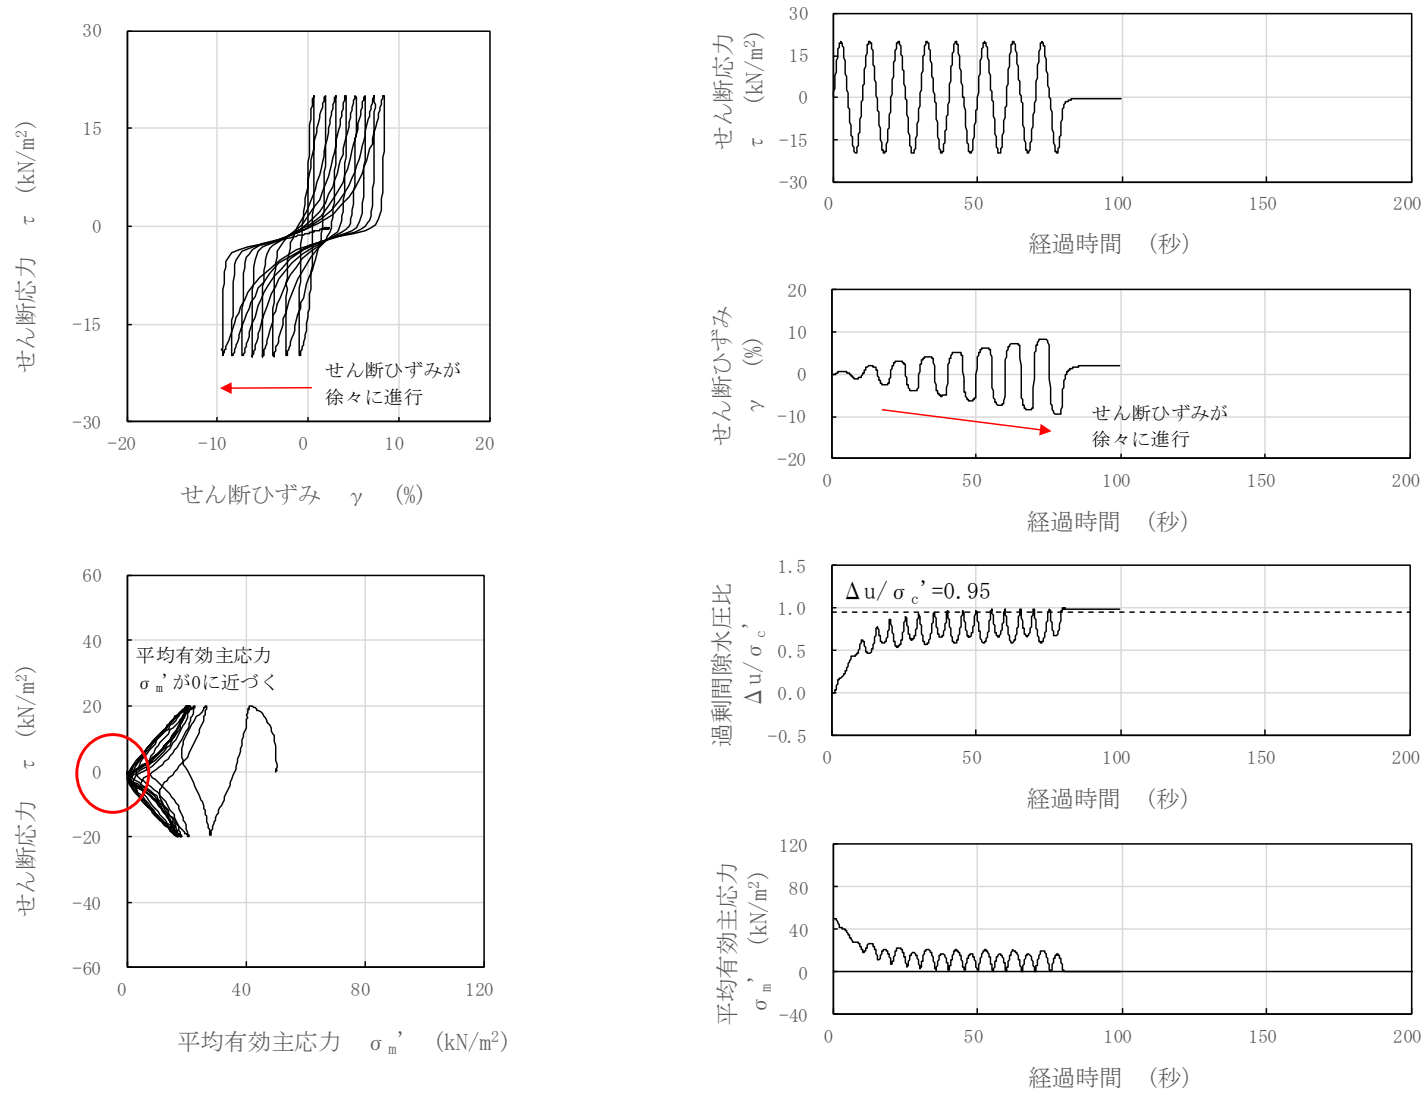 30
15
0
-15
-30
-20
-10
0
10
20
せん断応力 τ (kN/m²)
せん断ひずみ γ (%)
せん断ひずみが
徐々に進行
30
15
0
-15
-30
0
50
100
150
200
せん断応力
τ (kN/m²)
経過時間 (秒)
20
10
0
-10
-20
0
50
100
150
200
せん断ひずみ
γ (%)
せん断ひずみが
徐々に進行
経過時間 (秒)
60
40
20
0
-20
-40
-60
0
40
80
120
せん断応力 τ (kN/m²)
平均有効主応力
σm'が0に近づく
平均有効主応力 σm' (kN/m²)
1.5
1.0
0.5
0.0
-0.5
0
50
100
150
200
過剰間隙水圧比
Δu/σc'
Δu/σc'=0.95
経過時間 (秒)
120
80
40
0
-40
0
50
100
150
200
平均有効主応力
σm' (kN/m²)
経過時間 (秒)